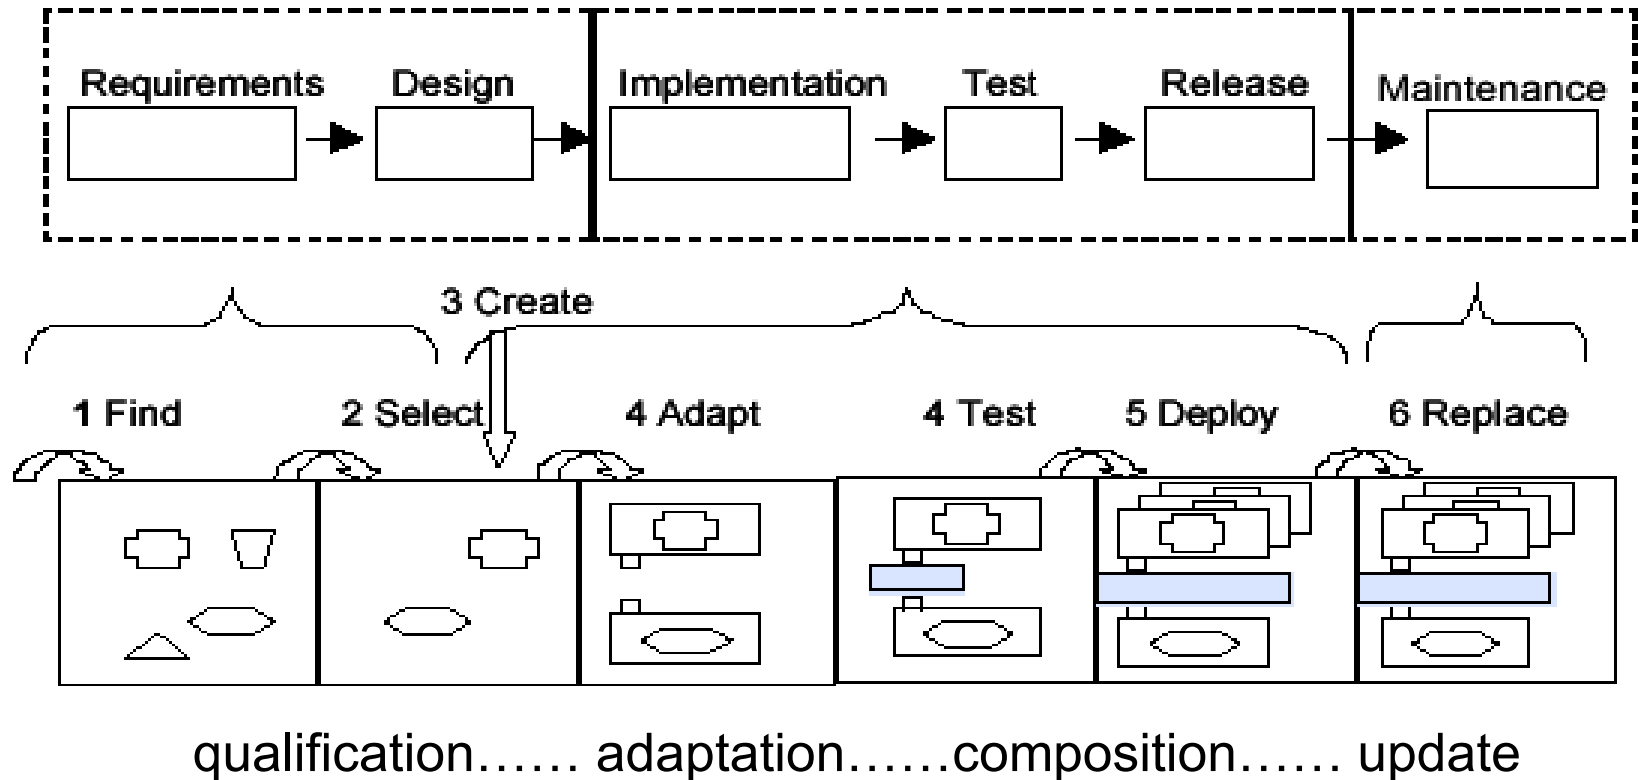 Requirements Design Implementation Test Release Maintenance
3 Create
1 Find 2 Select 4 Adapt 4 Test 5 Deploy 6 Replace
qualification…… adaptation……composition…… update